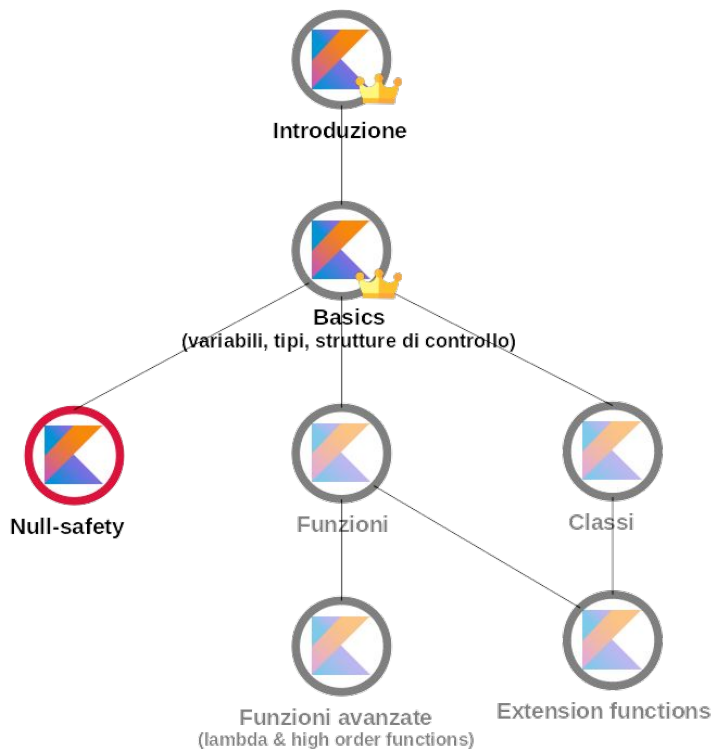 Introduzione
Basics
(variabili, tipi, strutture di controllo)
Null-safety
Funzioni
Classi
Funzioni avanzate
(lambda & high order functions)
Extension functions